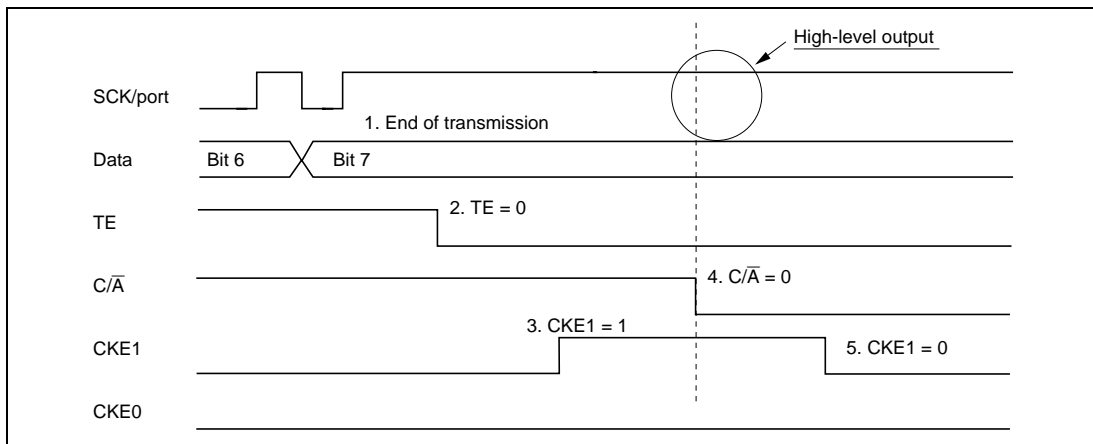 High-level output
SCK/port
1. End of transmission
Data
Bit 6
Bit 7
TE
2. TE = 0
C/A̅
4. C/A̅ = 0
3. CKE1 = 1
CKE1
5. CKE1 = 0
CKE0